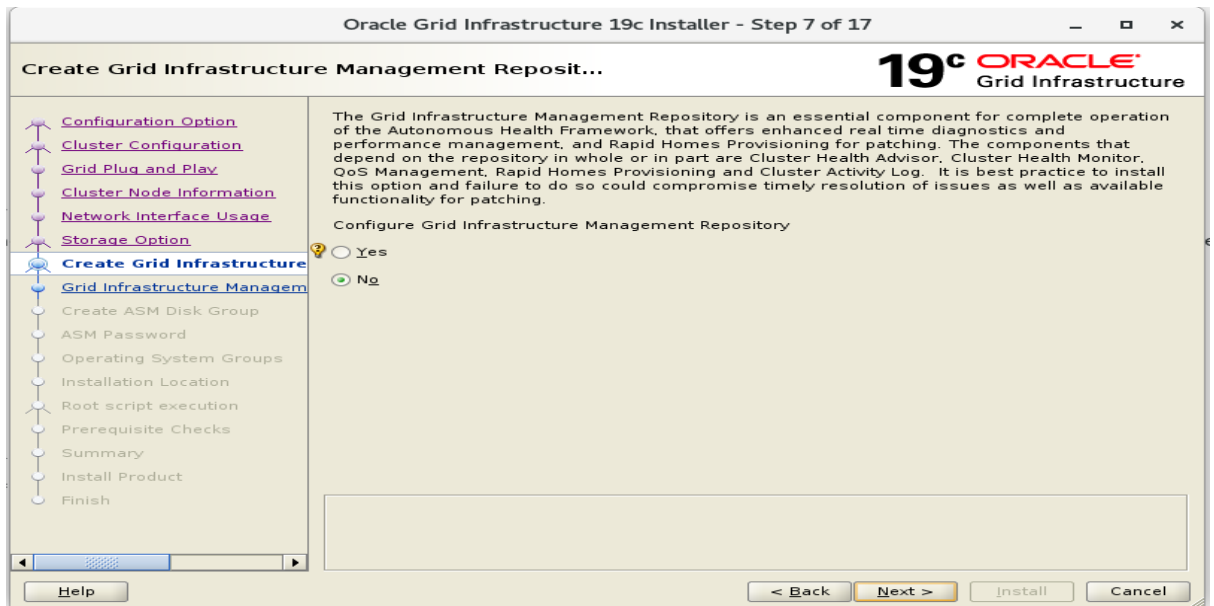 Oracle Grid Infrastructure 19c Installer - Step 7 of 17
Create Grid Infrastructure Management Reposit...
19c ORACLE
Grid Infrastructure
Configuration Option
Cluster Configuration
Grid Plug and Play
Cluster Node Information
Network Interface Usage
Storage Option
Create Grid Infrastructure
Grid Infrastructure Managem
Create ASM Disk Group
ASM Password
Operating System Groups
Installation Location
Root script execution
Prerequisite Checks
Summary
Install Product
Finish
The Grid Infrastructure Management Repository is an essential component for complete operation
of the Autonomous Health Framework, that offers enhanced real time diagnostics and
performance management, and Rapid Homes Provisioning for patching. The components that
depend on the repository in whole or in part are Cluster Health Advisor, Cluster Health Monitor,
QoS Management, Rapid Homes Provisioning and Cluster Activity Log. It is best practice to install
this option and failure to do so could compromise timely resolution of issues as well as available
functionality for patching.
Configure Grid Infrastructure Management Repository
Yes
No
Help
< Back
Next >
Install
Cancel